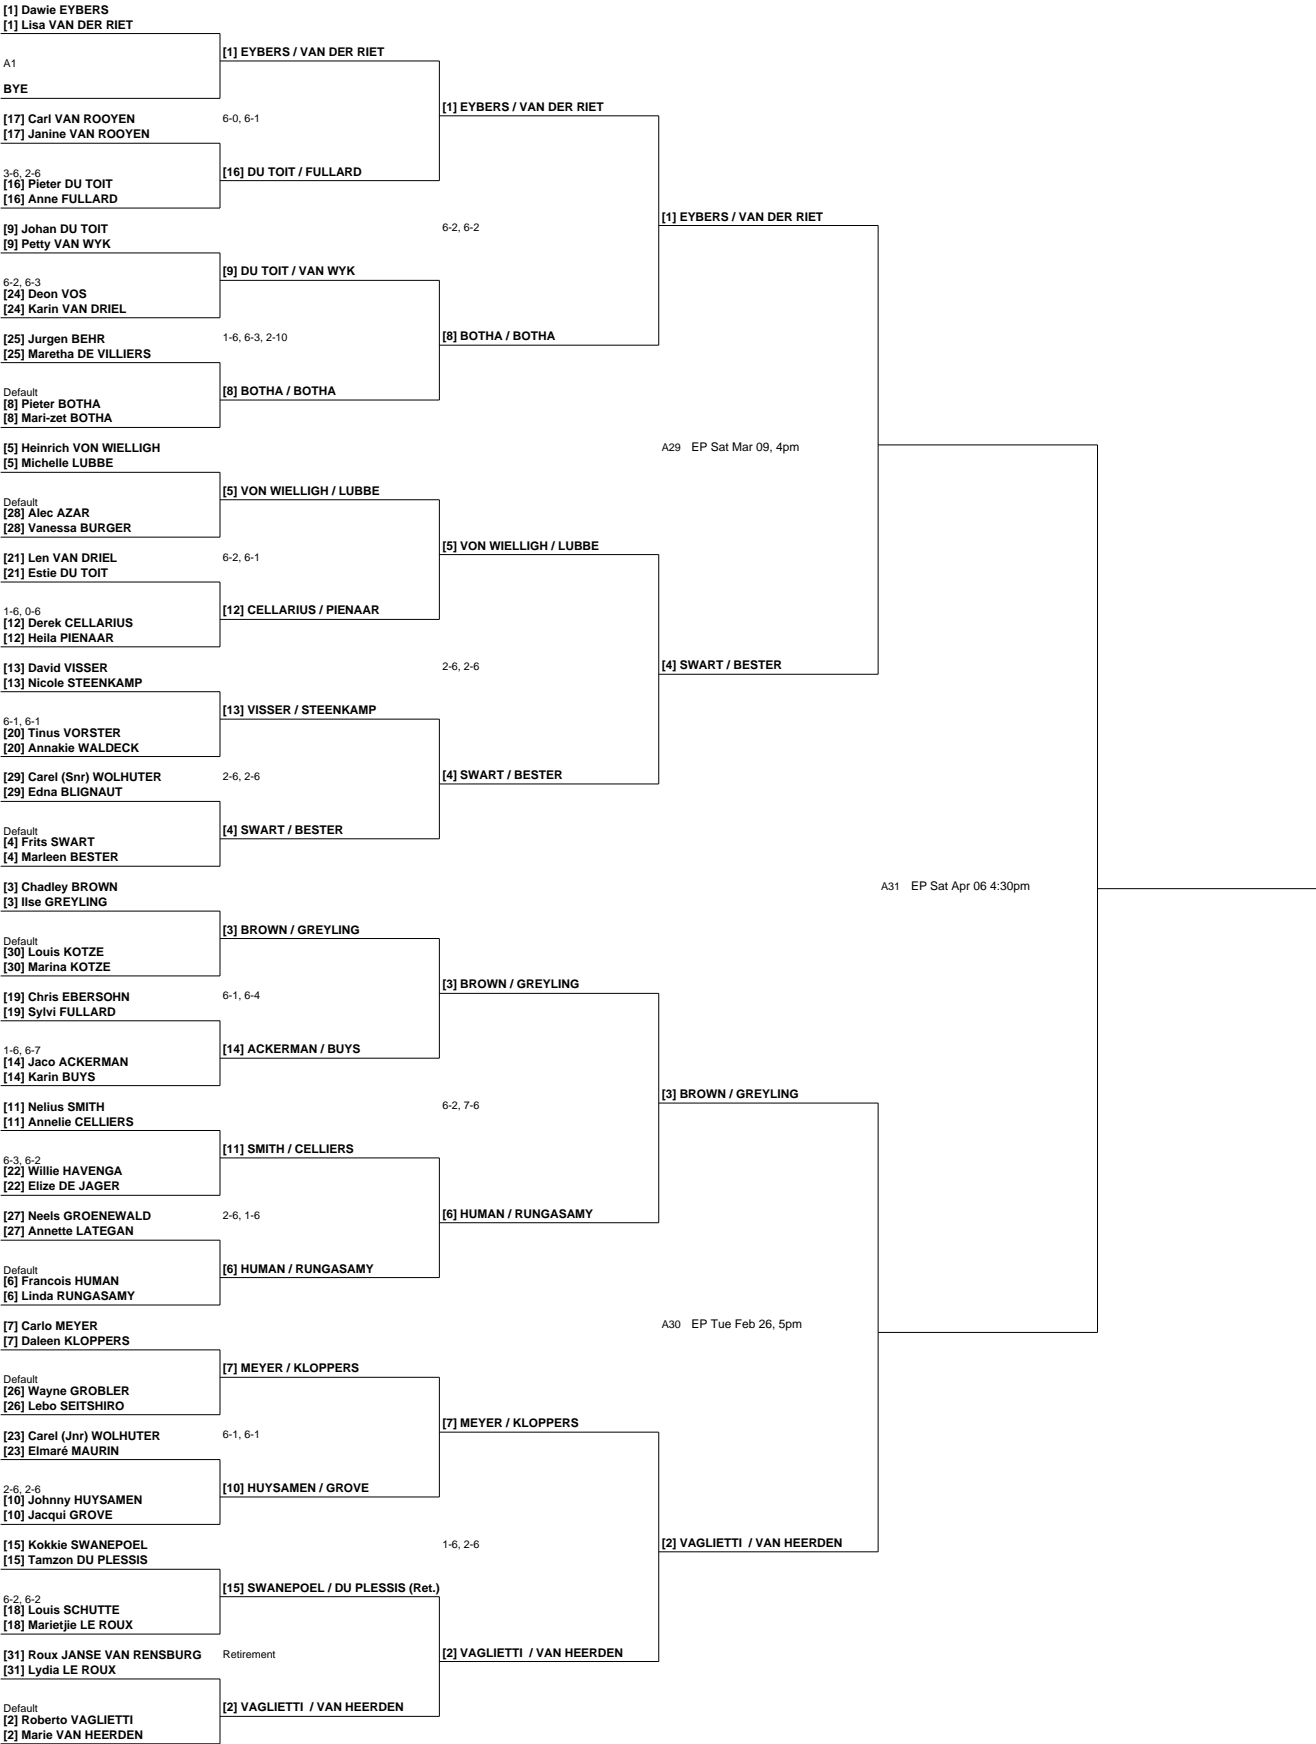 [1] Dawie EYBERS
[1] Lisa VAN DER RIET
[1] EYBERS / VAN DER RIET
A1
BYE
[1] EYBERS / VAN DER RIET
[17] Carl VAN ROOYEN
6-0, 6-1
[17] Janine VAN ROOYEN
3-6, 2-6
[16] DU TOIT / FULLARD
[16] Pieter DU TOIT
[16] Anne FULLARD
[1] EYBERS / VAN DER RIET
[9] Johan DU TOIT
6-2, 6-2
[9] Petty VAN WYK
[9] DU TOIT / VAN WYK
6-2, 6-3
[24] Deon VOS
[24] Karin VAN DRIEL
[25] Jurgen BEHR
1-6, 6-3, 2-10
[8] BOTHA / BOTHA
[25] Maretha DE VILLIERS
Default
[8] BOTHA / BOTHA
[8] Pieter BOTHA
[8] Mari-zet BOTHA
[5] Heinrich VON WIELLIGH
A29 EP Sat Mar 09, 4pm
[5] Michelle LUBBE
[5] VON WIELLIGH / LUBBE
Default
[28] Alec AZAR
[28] Vanessa BURGER
[5] VON WIELLIGH / LUBBE
[21] Len VAN DRIEL
6-2, 6-1
[21] Estie DU TOIT
1-6, 0-6
[12] CELLARIUS / PIENAAR
[12] Derek CELLARIUS
[12] Heila PIENAAR
[13] David VISSER
2-6, 2-6
[4] SWART / BESTER
[13] Nicole STEENKAMP
[13] VISSER / STEENKAMP
6-1, 6-1
[20] Tinus VORSTER
[20] Annakie WALDECK
[29] Carel (Snr) WOLHUTER
2-6, 2-6
[4] SWART / BESTER
[29] Edna BLIGNAUT
Default
[4] SWART / BESTER
[4] Frits SWART
[4] Marleen BESTER
[3] Chadley BROWN
A31 EP Sat Apr 06 4:30pm
[3] Ilse GREYLING
[3] BROWN / GREYLING
Default
[30] Louis KOTZE
[30] Marina KOTZE
[3] BROWN / GREYLING
[19] Chris EBERSOHN
6-1, 6-4
[19] Sylvi FULLARD
1-6, 6-7
[14] ACKERMAN / BUYS
[14] Jaco ACKERMAN
[14] Karin BUYS
[3] BROWN / GREYLING
[11] Nelius SMITH
6-2, 7-6
[11] Annelie CELLIERS
[11] SMITH / CELLIERS
6-3, 6-2
[22] Willie HAVENGA
[22] Elize DE JAGER
[27] Neels GROENEWALD
2-6, 1-6
[6] HUMAN / RUNGASAMY
[27] Annette LATEGAN
Default
[6] HUMAN / RUNGASAMY
[6] Francois HUMAN
[6] Linda RUNGASAMY
[7] Carlo MEYER
A30 EP Tue Feb 26, 5pm
[7] Daleen KLOPPERS
[7] MEYER / KLOPPERS
Default
[26] Wayne GROBLER
[26] Lebo SEITSHIRO
[7] MEYER / KLOPPERS
[23] Carel (Jnr) WOLHUTER
6-1, 6-1
[23] Elmaré MAURIN
2-6, 2-6
[10] HUYSAMEN / GROVE
[10] Johnny HUYSAMEN
[10] Jacqui GROVE
[15] Kokkie SWANEPOEL
1-6, 2-6
[2] VAGLIETTI / VAN HEERDEN
[15] Tamzon DU PLESSIS
[15] SWANEPOEL / DU PLESSIS (Ret.)
6-2, 6-2
[18] Louis SCHUTTE
[18] Marietjie LE ROUX
[31] Roux JANSE VAN RENSBURG
Retirement
[2] VAGLIETTI / VAN HEERDEN
[31] Lydia LE ROUX
Default
[2] VAGLIETTI / VAN HEERDEN
[2] Roberto VAGLIETTI
[2] Marie VAN HEERDEN